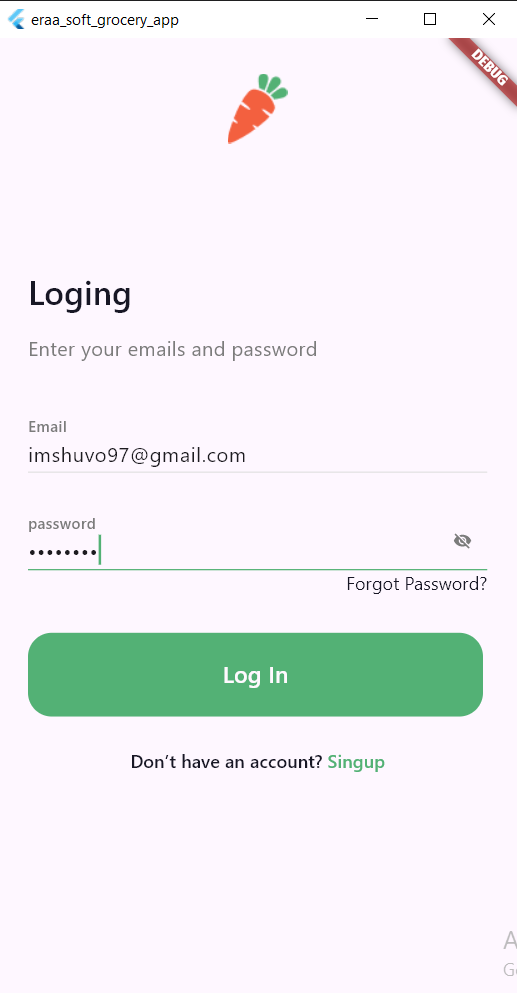 eraa_soft_grocery_app
DEBUG
Loging
Enter your emails and password
Email
imshuvo97@gmail.com
password
••••••••
Forgot Password?
Log In
Don’t have an account? Singup